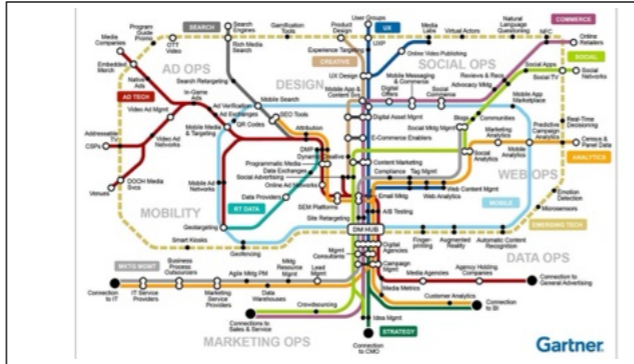 User Groups
Search Engines
Gamification Tools
Product Design
Media Labs
Virtual Actors
Natural Language Questioning
NFC
COMMERCE
Program Guide Promo
SEARCH
UX
Online Retailers
Media Companies
OTT Video
Rich Media Search
Experience Targeting
UXP
Online Video Publishing
SOCIAL
Embedded Merch
AD OPS
CREATIVE
SOCIAL OPS
Social Apps
Social TV
Social Networks
Native Ads
Search Retargeting
DESIGN
UX Design
Mobile Messaging & Commerce
Reviews & Recs
Advocacy Mktg
AD TECH
In-Game Ads
Mobile Search
Mobile App & Content Srvs
Digital Offers
Social Commerce
Mobile App Marketplace
Video Ad Mgmt
Ad Verification
Ad Exchanges
SEO Tools
Digital Asset Mgmt
Blogs
Communities
Real-Time Decisioning
Mobile Media & Targeting
QR Codes
Social Mktg Mgmt
Marketing Analytics
Predictive Campaign Analytics
Addressable TV
CSPs
Video Ad Networks
Attribution
E-Commerce Enablers
Mobile Analytics
Census & Panel Data
DMP
Dynamic Creative
Social Analytics
ANALYTICS
Programmatic Media
Data Exchanges
Social Advertising
Content Marketing
Compliance
Tag Mgmt
WEB OPS
Venues
DOOH Media Svcs
Mobile Ad Networks
Online Ad Networks
Data Providers
Email Mktg
Web Content Mgmt
Web Analytics
Emotion Detection
MOBILITY
RT DATA
SEM Platforms
MOBILE
Microsensors
Site Retargeting
A/B Testing
Geotargeting
DM HUB
EMERGING TECH
Smart Kiosks
Geofencing
Digital Agencies
Finger-printing
Augmented Reality
Automatic Content Recognition
Mgmt Consultants
DATA OPS
MKTG MGMT
Business Process Outsourcers
Agile Mktg PM
Mktg Resource Mgmt
Lead Mgmt
Campaign Mgmt
Media Agencies
Agency Holding Companies
Connection to General Advertising
Connection to IT
IT Service Providers
Marketing Service Providers
Data Warehouses
Media Metrics
Customer Analytics
Connection to BI
Crowdsourcing
Connections to Sales & Service
Idea Mgmt
MARKETING OPS
STRATEGY
Connection to CMO
Gartner